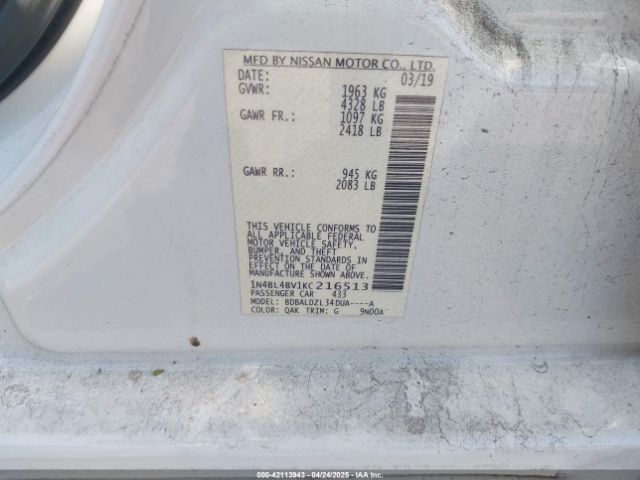 MFD BY NISSAN MOTOR CO., LTD.
DATE: 03/19
GVWR: 1963 KG
4328 LB
GAWR FR.: 1097 KG
2418 LB
GAWR RR.: 945 KG
2083 LB
THIS VEHICLE CONFORMS TO
ALL APPLICABLE FEDERAL
MOTOR VEHICLE SAFETY,
BUMPER, AND THEFT
PREVENTION STANDARDS IN
EFFECT ON THE DATE OF
MANUFACTURE SHOWN ABOVE.
1N4BL4BV1KC216513
PASSENGER CAR 433
MODEL: BDBALDZL34DUA----A
COLOR: QAK TRIM: G 9N00A
000-42113943 - 04/24/2025 - IAA Inc.